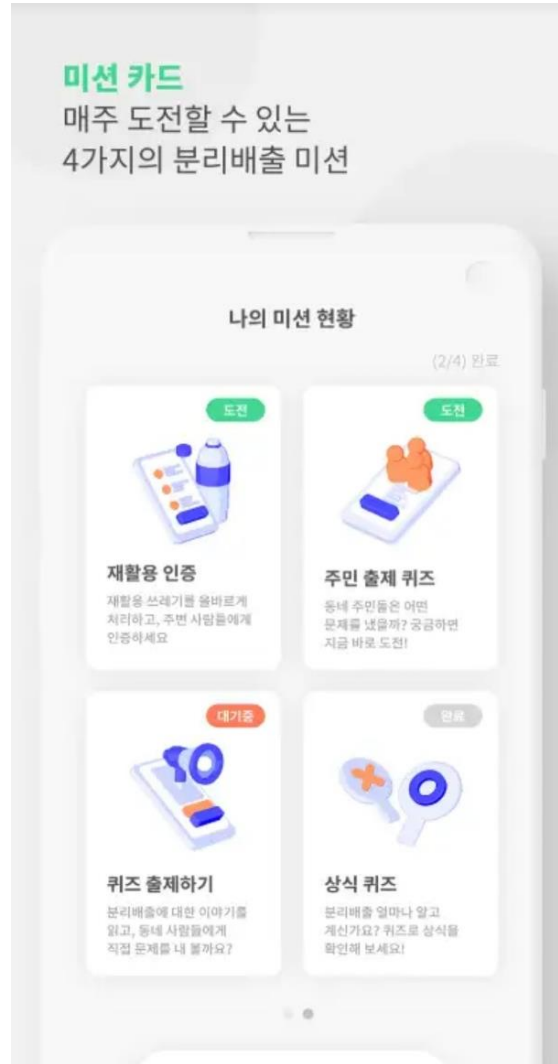 미션 카드
매주 도전할 수 있는
4가지의 분리배출 미션
나의 미션 현황
(2/4) 완료
도전
도전
재활용 인증
재활용 쓰레기를 올바르게
처리하고, 주변 사람들에게
인증하세요
주민 출제 퀴즈
동네 주민들은 어떤
문제를 냈을까? 궁금하면
지금 바로 도전!
대기중
완료
퀴즈 출제하기
분리배출에 대한 이야기를
읽고, 동네 사람들에게
직접 문제를 내 볼까요?
상식 퀴즈
분리배출 얼마나 알고
계신가요? 퀴즈로 상식을
확인해 보세요!